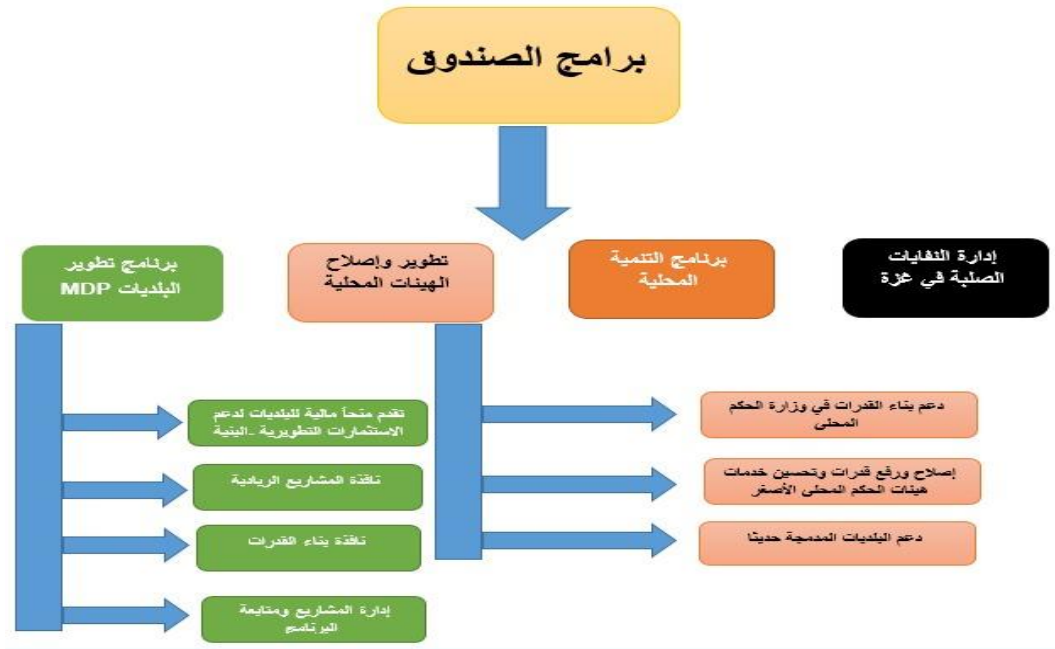 برامج الصندوق
إدارة النفايات
الصلبة في غزة
برنامج التنمية
المحلية
تطوير وإصلاح
الهيئات المحلية
برنامج تطوير
البلديات MDP
دعم بناء القدرات في وزارة الحكم
المحلي
إصلاح ورفع قدرات وتحسين خدمات
هيئات الحكم المحلي الأصغر
دعم البلديات المدمجة حديثا
تقدم منحاً مالية للبلديات لدعم
الاستثمارات التطويرية -البنية
نافذة المشاريع الريادية
نافذة بناء القدرات
إدارة المشاريع ومتابعة
البرنامج